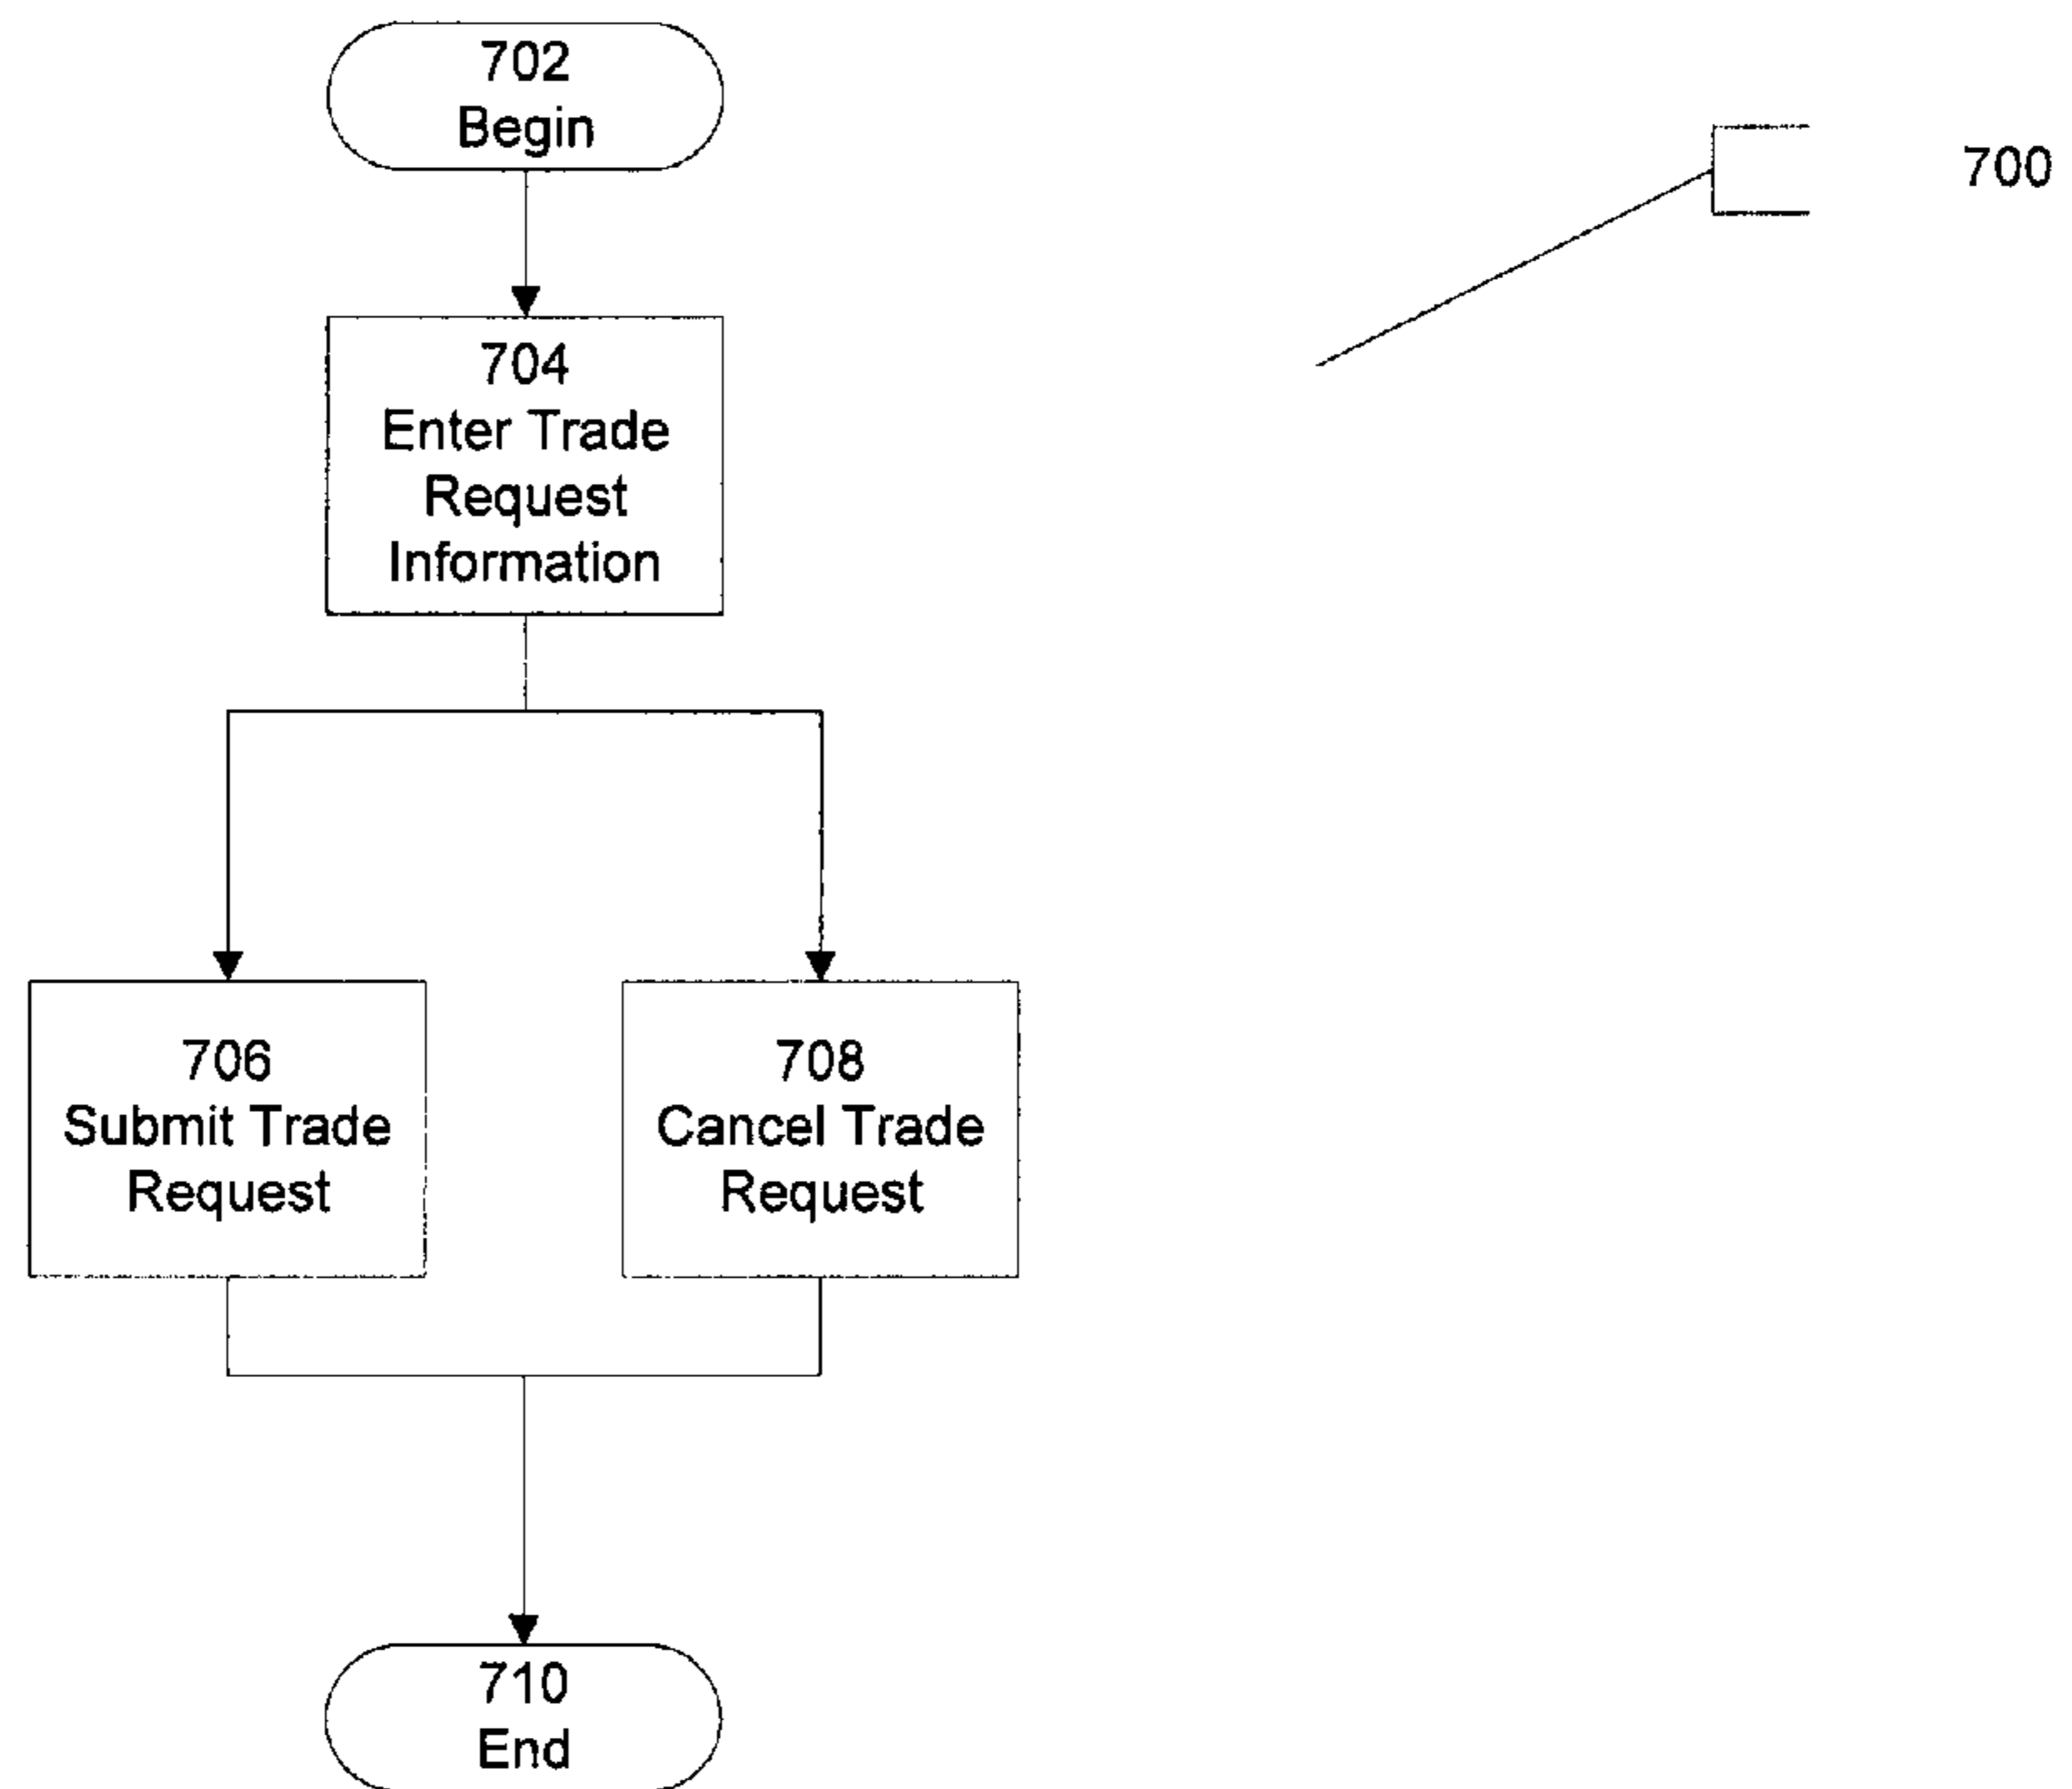 702
Begin
700
704
Enter Trade
Request
Information
706
Submit Trade
Request
708
Cancel Trade
Request
710
End